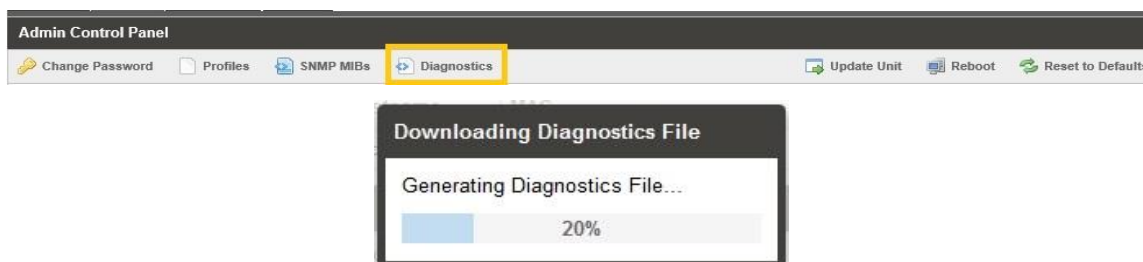 Admin Control Panel
Change Password Profiles SNMP MIBs Diagnostics Update Unit Reboot Reset to Defaults
Downloading Diagnostics File
Generating Diagnostics File...
20%